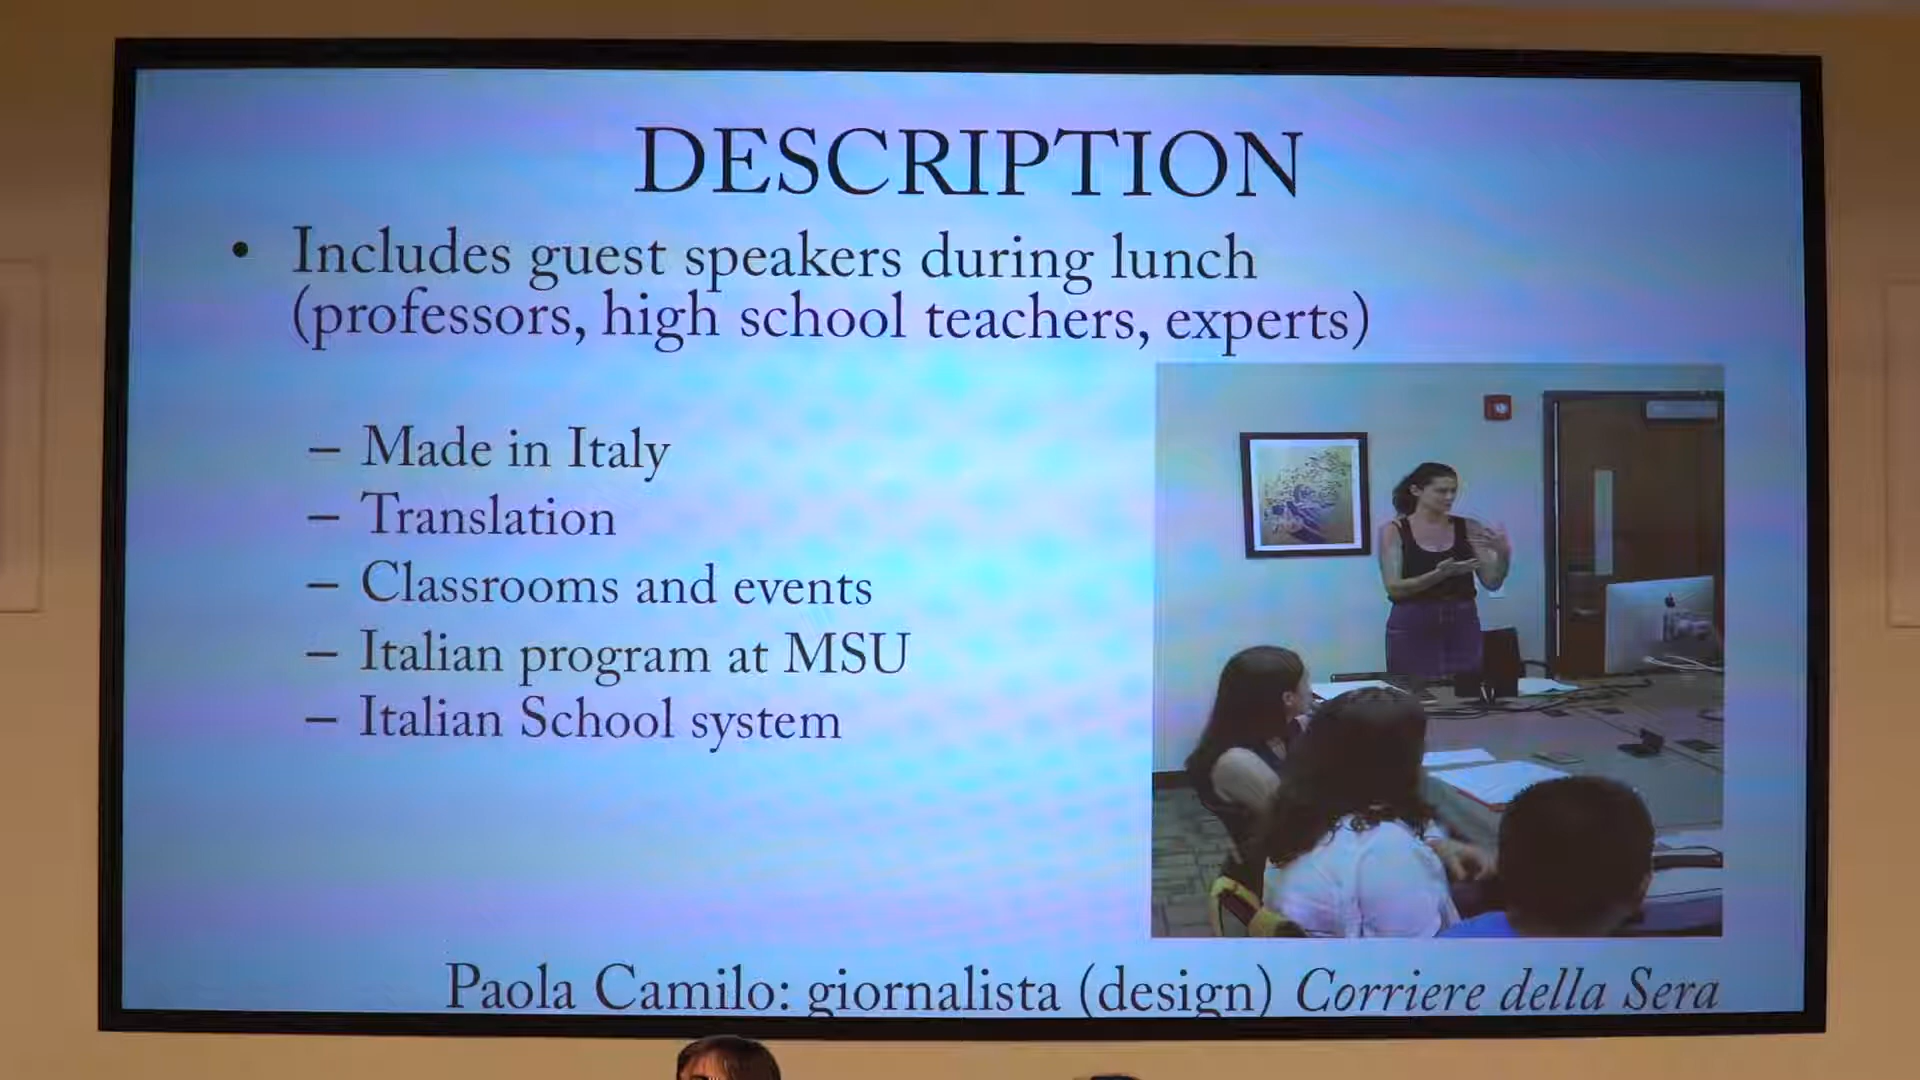 DESCRIPTION
• Includes guest speakers during lunch
(professors, high school teachers, experts)
– Made in Italy
– Translation
– Classrooms and events
– Italian program at MSU
– Italian School system
Paola Camilo: giornalista (design) Corriere della Sera